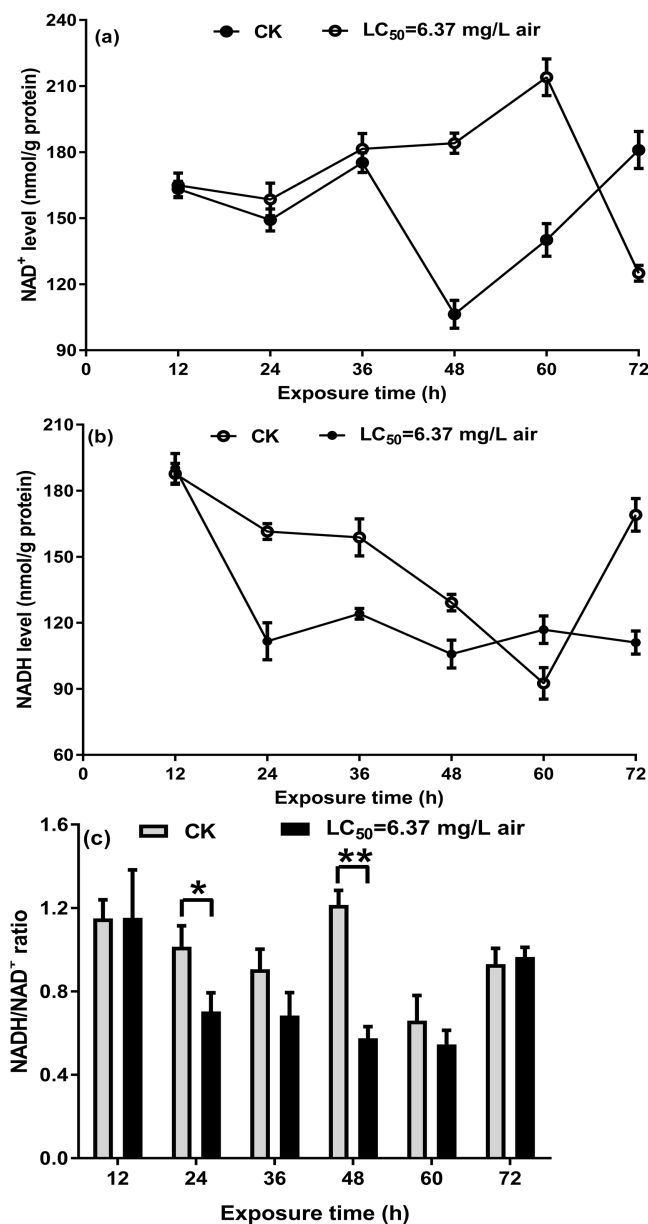 240
(a)
CK
LC50=6.37 mg/L air
210
180
150
120
90
NAD+ level (nmol/g protein)
0
12
24
36
48
60
72
Exposure time (h)
210
(b)
CK
LC50=6.37 mg/L air
180
150
120
90
60
NADH level (nmol/g protein)
0
12
24
36
48
60
72
Exposure time (h)
1.6
(c)
CK
LC50=6.37 mg/L air
*
**
1.2
0.8
0.4
0.0
NADH/NAD+ ratio
12
24
36
48
60
72
Exposure time (h)